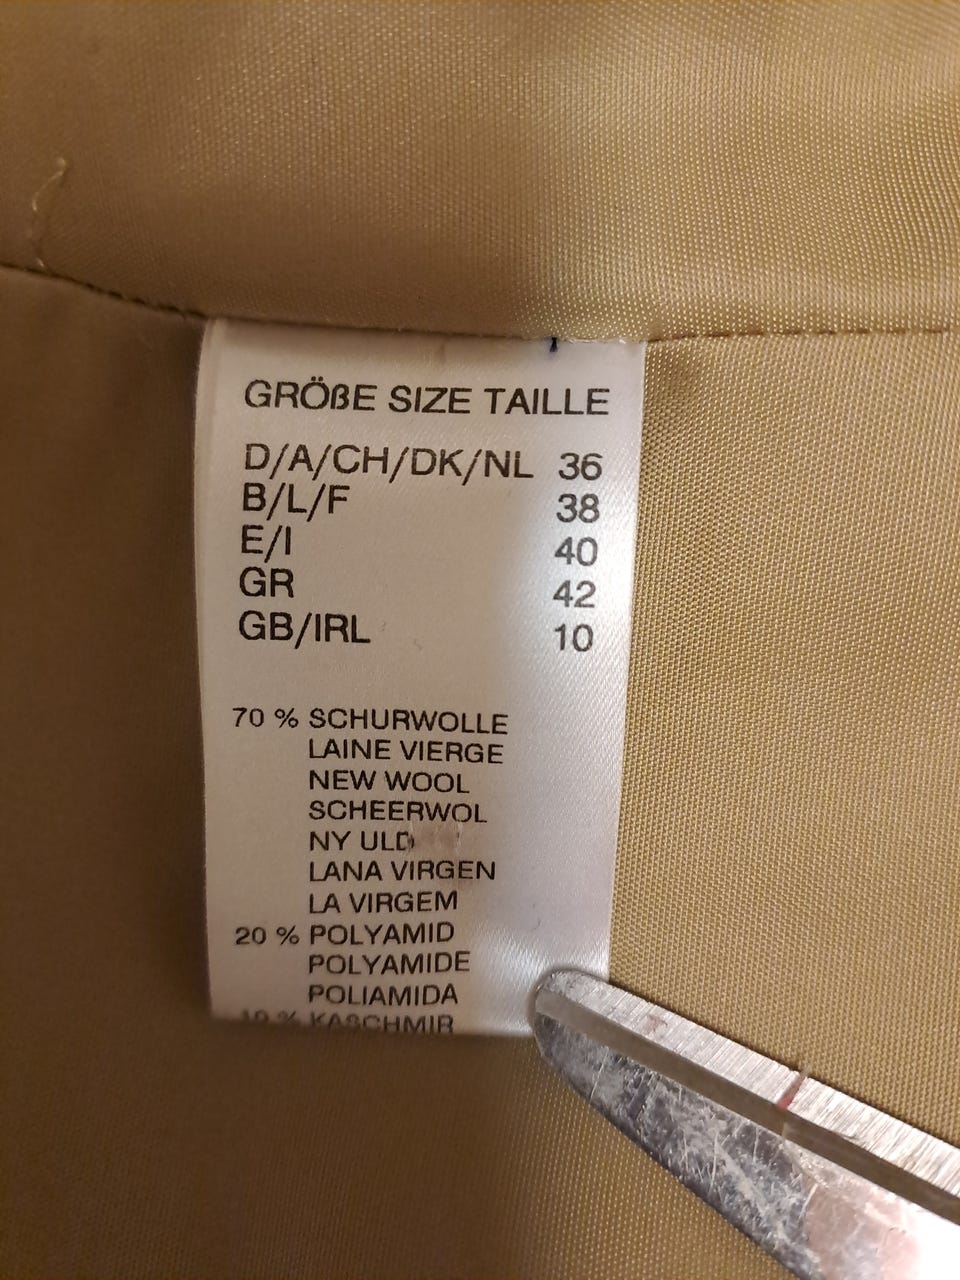 GRÖßE SIZE TAILLE
D/A/CH/DK/NL 36
B/L/F 38
E/I 40
GR 42
GB/IRL 10
70 % SCHURWOLLE
LAINE VIERGE
NEW WOOL
SCHEERWOL
NY ULD
LANA VIRGEN
LA VIRGEM
20 % POLYAMID
POLYAMIDE
POLIAMIDA
10 % KASCHMIR